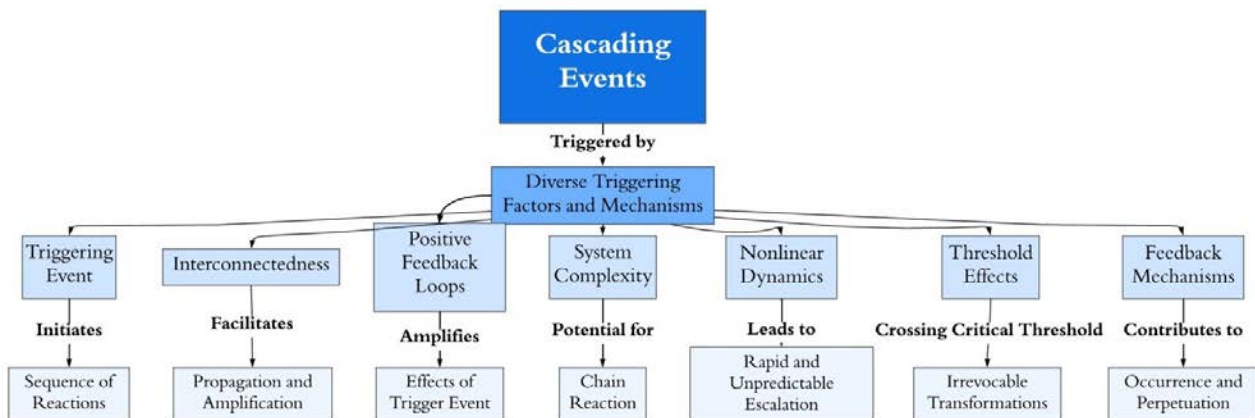 Cascading
Events
Triggered by
Diverse Triggering
Factors and Mechanisms
Triggering
Event
Interconnectedness
Positive
Feedback
Loops
System
Complexity
Nonlinear
Dynamics
Threshold
Effects
Feedback
Mechanisms
Initiates
Facilitates
Amplifies
Potential for
Leads to
Crossing Critical Threshold
Contributes to
Sequence of
Reactions
Propagation and
Amplification
Effects of
Trigger Event
Chain
Reaction
Rapid and
Unpredictable
Escalation
Irrevocable
Transformations
Occurrence and
Perpetuation